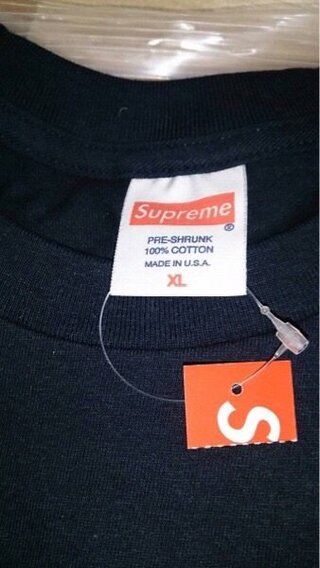 Supreme
®
PRE-SHRUNK
100% COTTON
MADE IN U.S.A.
XL
S